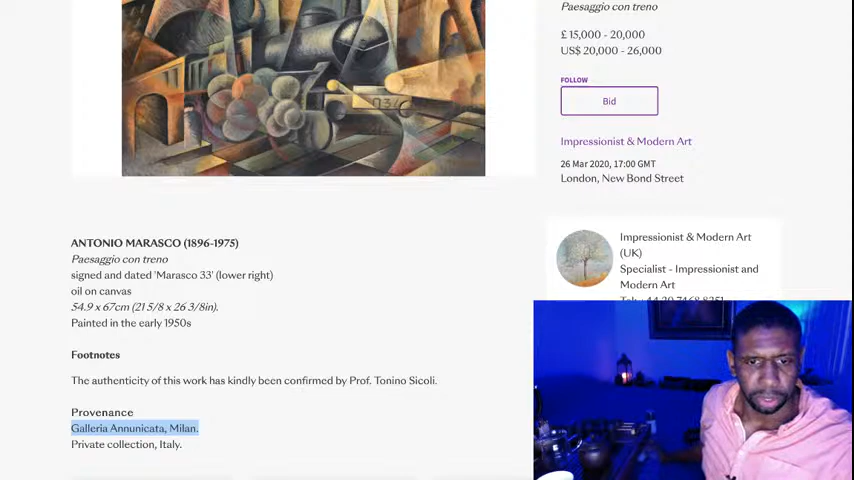 Paesaggio con treno
£ 15,000 - 20,000
US$ 20,000 - 26,000
FOLLOW
Bid
Impressionist & Modern Art
26 Mar 2020, 17:00 GMT
London, New Bond Street
ANTONIO MARASCO (1896-1975)
Paesaggio con treno
signed and dated 'Marasco 33' (lower right)
oil on canvas
54.9 x 67cm (21 5/8 x 26 3/8in).
Painted in the early 1950s
Footnotes
The authenticity of this work has kindly been confirmed by Prof. Tonino Sicoli.
Provenance
Galleria Annunicata, Milan.
Private collection, Italy.
Impressionist & Modern Art
(UK)
Specialist - Impressionist and
Modern Art